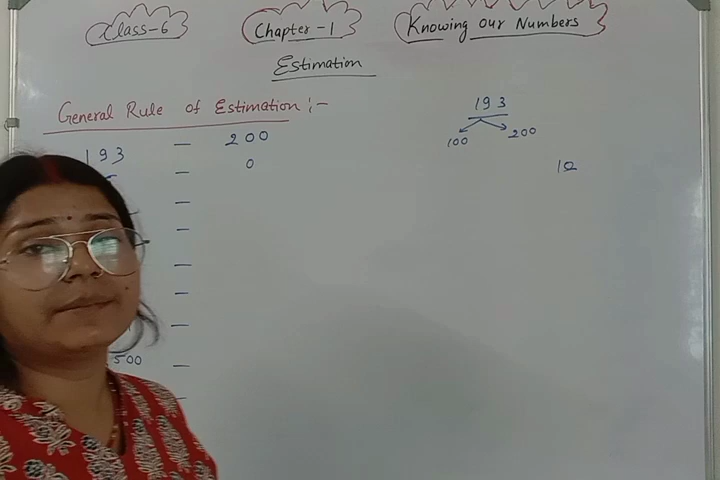 Class-6 Chapter-1 Knowing our Numbers
Estimation
General Rule of Estimation :-
193 — 200
— 0
—
—
—
—
—
500 —
—
193
100 200